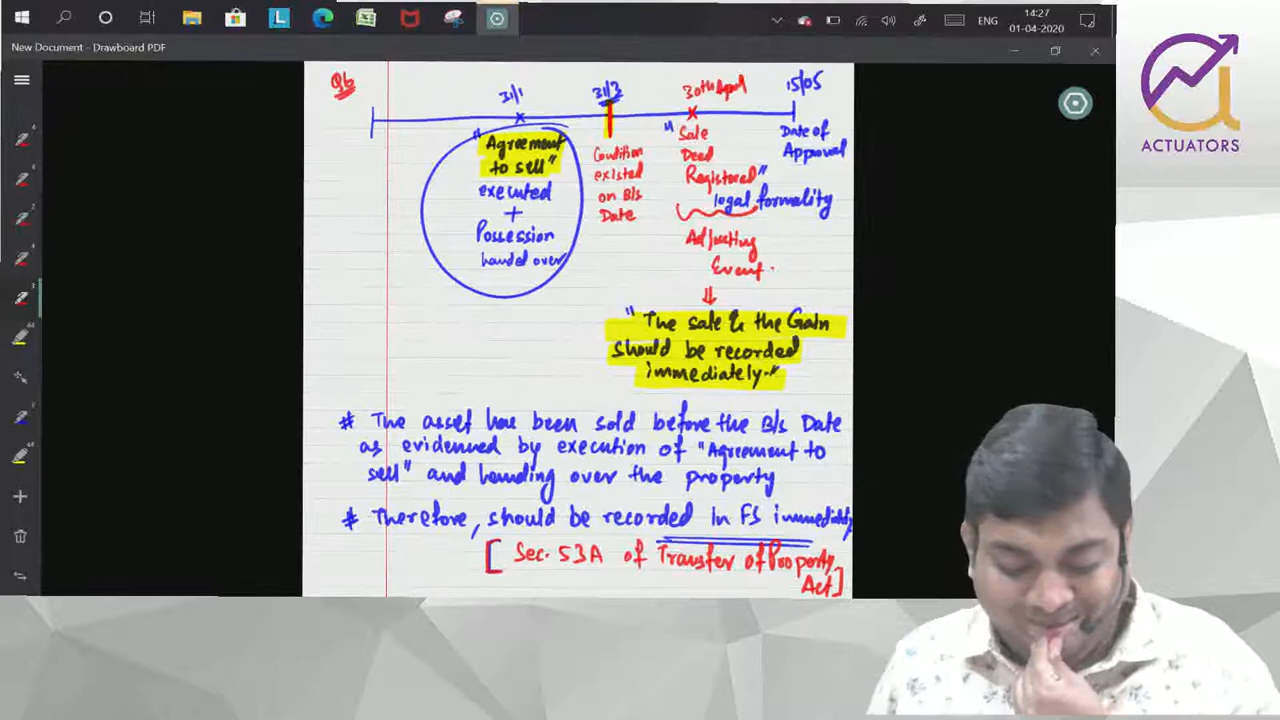 ENG
14:27
01-04-2020
New Document - Drawboard PDF
ACTUATORS
Q6
31/1
31/3
30th April
15/05
"Agreement
to sell"
executed
+
Possession
handed over
Condition
existed
on B/s
Date
"Sale
Deed
Registered"
legal formality
Date of
Approval
Adjusting
Event.
⇓
"The sale & the Gain
should be recorded
immediately."
# The asset has been sold before the B/s Date
as evidenned by execution of "Agreement to
sell" and handing over the property
# Therefore, should be recorded in FS immediately
[Sec. 53A of Transfer of Property
Act]